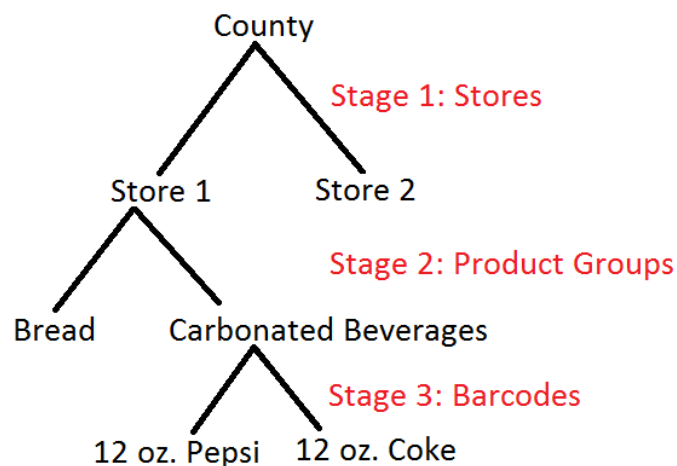 County
Stage 1: Stores
Store 1
Store 2
Stage 2: Product Groups
Bread
Carbonated Beverages
Stage 3: Barcodes
12 oz. Pepsi
12 oz. Coke